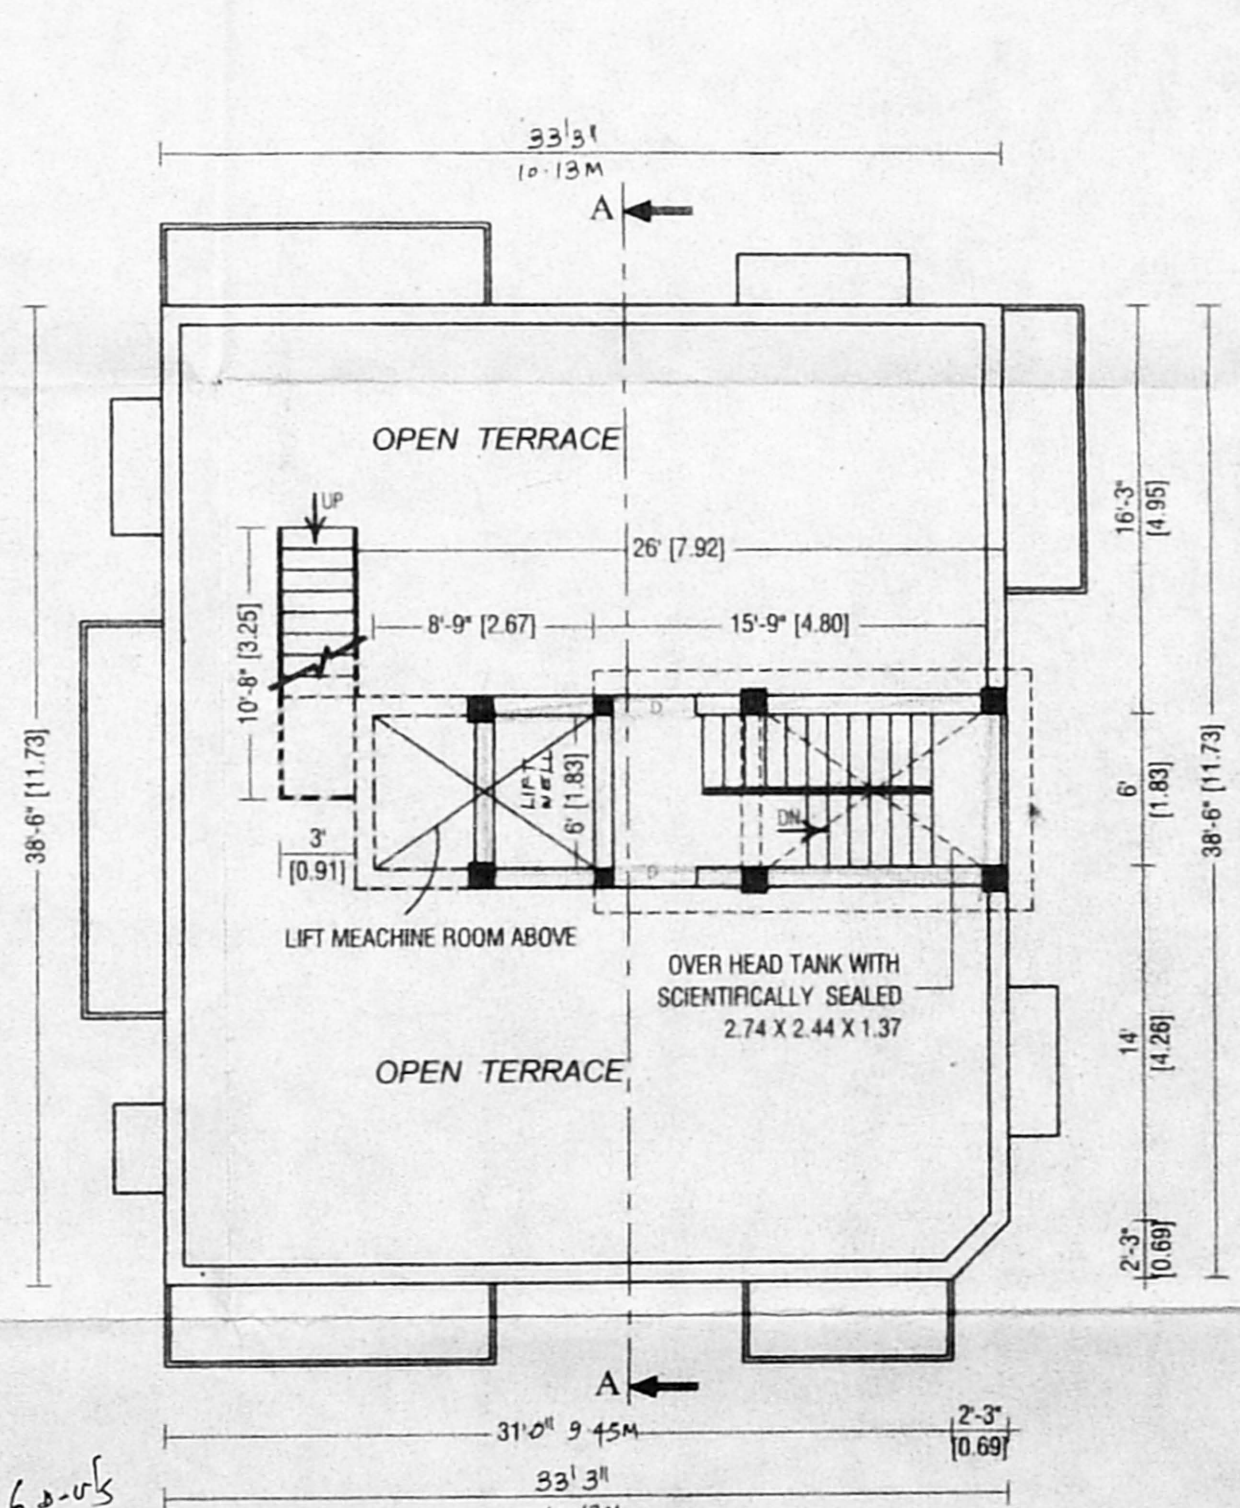 33'3"
10.13M
A
OPEN TERRACE
UP
26' [7.92]
8'-9" [2.67]
15'-9" [4.80]
10'-8" [3.25]
16'-3"
[4.95]
38'-6" [11.73]
D
LIFT
WELL
6' [1.83]
DN
6'
[1.83]
38'-6" [11.73]
3'
[0.91]
D
LIFT MEACHINE ROOM ABOVE
OVER HEAD TANK WITH
SCIENTIFICALLY SEALED
2.74 X 2.44 X 1.37
14'
[4.26]
OPEN TERRACE
2'-3"
[0.69]
A
31'0" 9.45M
2'-3"
[0.69]
33'3"